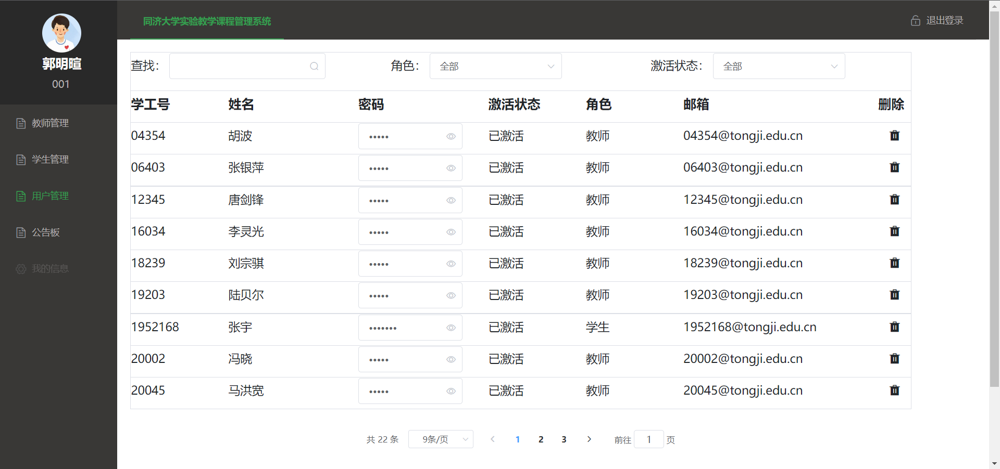 同济大学实验教学课程管理系统
退出登录
郭明暄
001
教师管理
学生管理
用户管理
公告板
我的信息
查找： 角色： 全部 激活状态： 全部
学工号 姓名 密码 激活状态 角色 邮箱 删除
04354 胡波 ••••• 已激活 教师 04354@tongji.edu.cn
06403 张银萍 ••••• 已激活 教师 06403@tongji.edu.cn
12345 唐剑锋 ••••• 已激活 教师 12345@tongji.edu.cn
16034 李灵光 ••••• 已激活 教师 16034@tongji.edu.cn
18239 刘宗骐 ••••• 已激活 教师 18239@tongji.edu.cn
19203 陆贝尔 ••••• 已激活 教师 19203@tongji.edu.cn
1952168 张宇 ••••••• 已激活 学生 1952168@tongji.edu.cn
20002 冯晓 ••••• 已激活 教师 20002@tongji.edu.cn
20045 马洪宽 ••••• 已激活 教师 20045@tongji.edu.cn
共 22 条 9条/页 1 2 3 前往 1 页